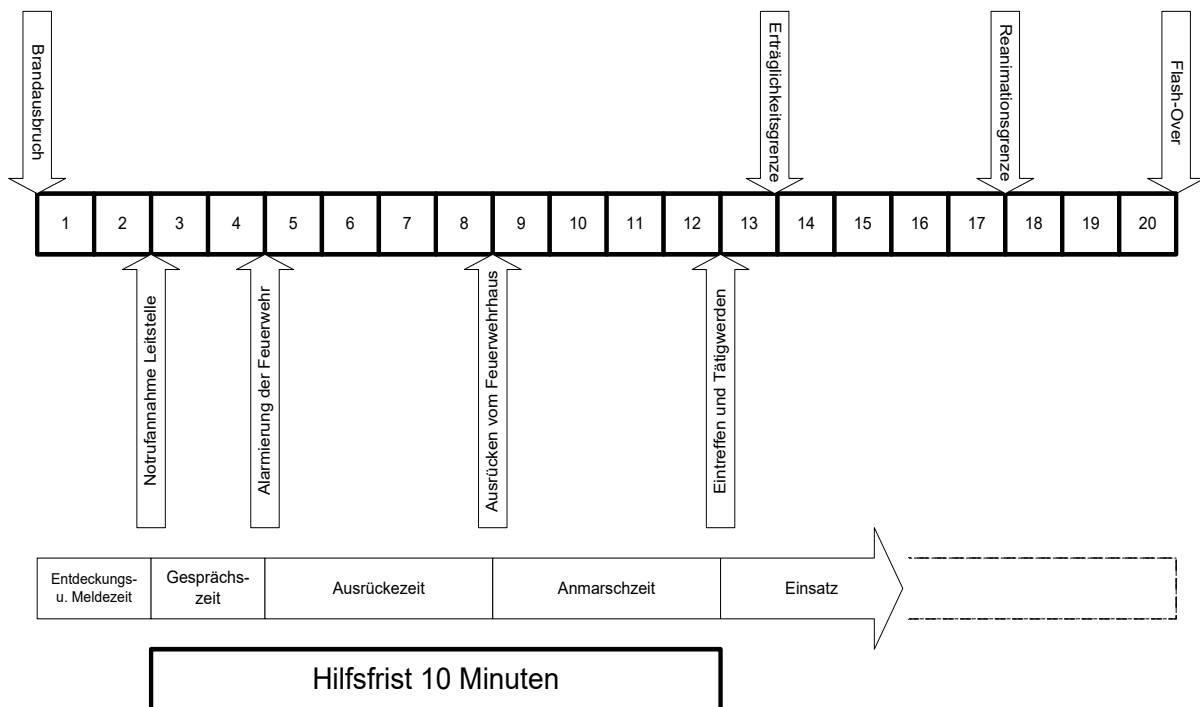 Brandausbruch
Erträglichkeitsgrenze
Reanimationsgrenze
Flash-Over
1 2 3 4 5 6 7 8 9 10 11 12 13 14 15 16 17 18 19 20
Notrufannahme Leitstelle
Alarmierung der Feuerwehr
Ausrücken vom Feuerwehrhaus
Eintreffen und Tätigwerden
Entdeckungs-
u. Meldezeit
Gesprächs-
zeit
Ausrückezeit
Anmarschzeit
Einsatz
Hilfsfrist 10 Minuten